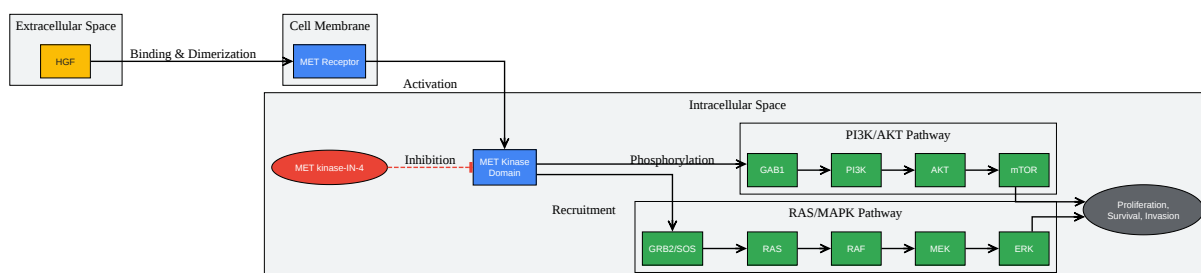 Extracellular Space
HGF
Binding & Dimerization
Cell Membrane
MET Receptor
Activation
Intracellular Space
MET kinase-IN-4
Inhibition
MET Kinase
Domain
Phosphorylation
PI3K/AKT Pathway
GAB1
PI3K
AKT
mTOR
Recruitment
RAS/MAPK Pathway
GRB2/SOS
RAS
RAF
MEK
ERK
Proliferation,
Survival, Invasion